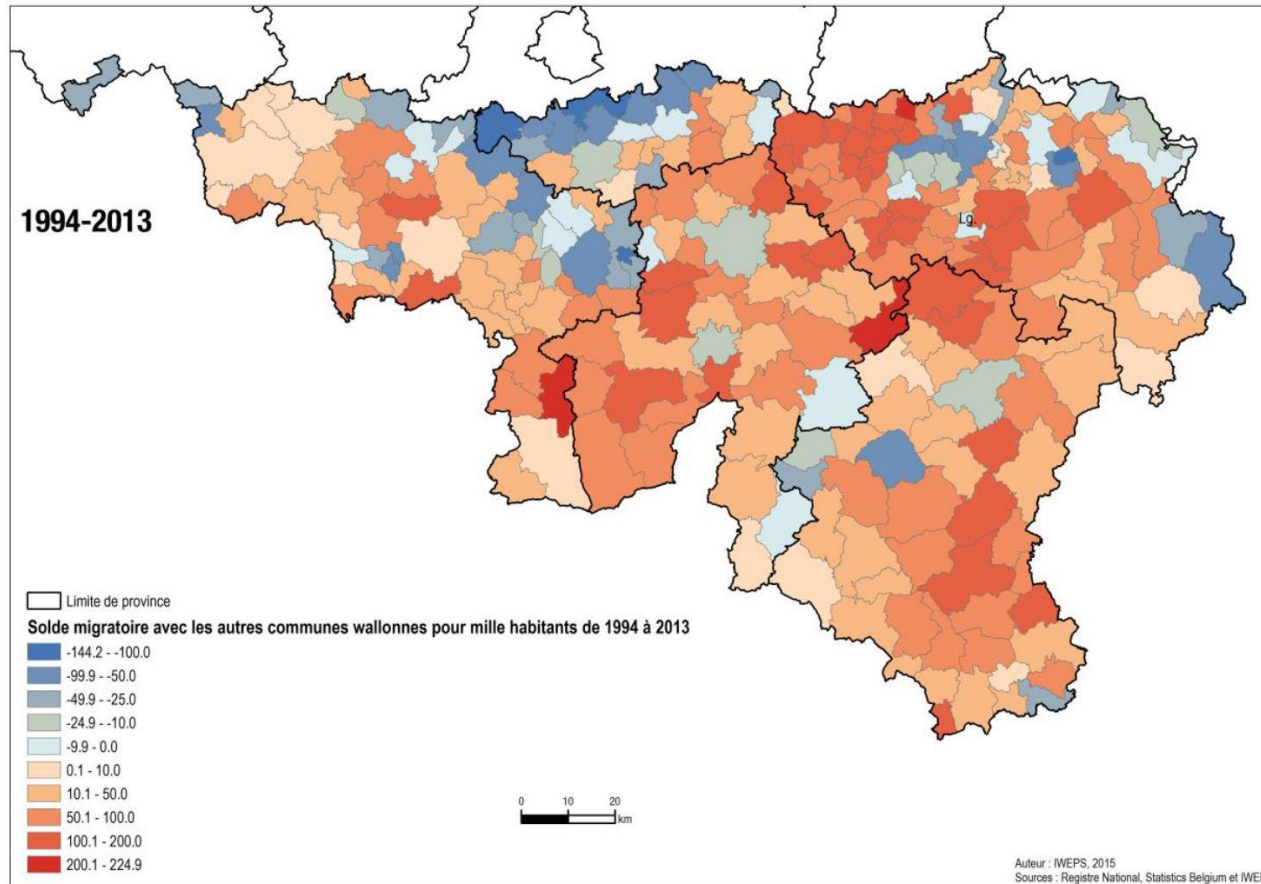 1994-2013
Lg.
Limite de province
Solde migratoire avec les autres communes wallonnes pour mille habitants de 1994 à 2013
-144.2 - -100.0
-99.9 - -50.0
-49.9 - -25.0
-24.9 - -10.0
-9.9 - 0.0
0.1 - 10.0
10.1 - 50.0
50.1 - 100.0
100.1 - 200.0
200.1 - 224.9
0 10 20
km
Auteur : IWEPS, 2015
Sources : Registre National, Statistics Belgium et IWE